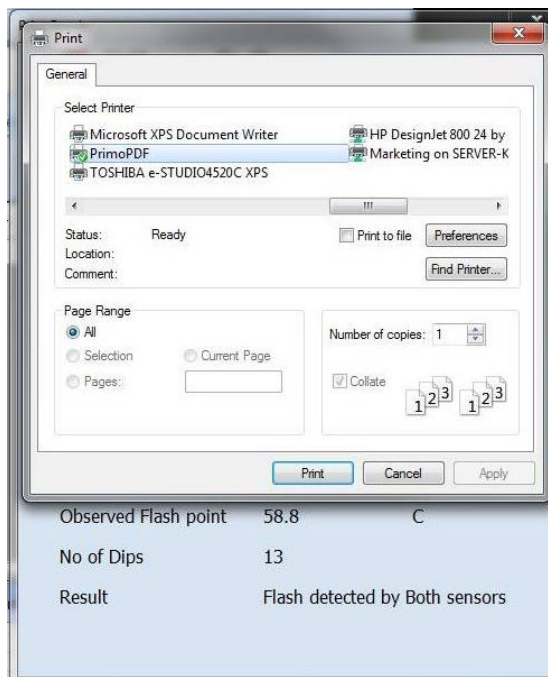 Print
General
Select Printer
Microsoft XPS Document Writer
HP DesignJet 800 24 by
PrimoPDF
Marketing on SERVER-K
TOSHIBA e-STUDIO4520C XPS
Status: Ready
Print to file
Preferences
Location:
Comment:
Find Printer...
Page Range
All
Selection
Current Page
Pages:
Number of copies: 1
Collate
1 2 3 1 2 3
Print
Cancel
Apply
Observed Flash point 58.8 C
No of Dips 13
Result Flash detected by Both sensors